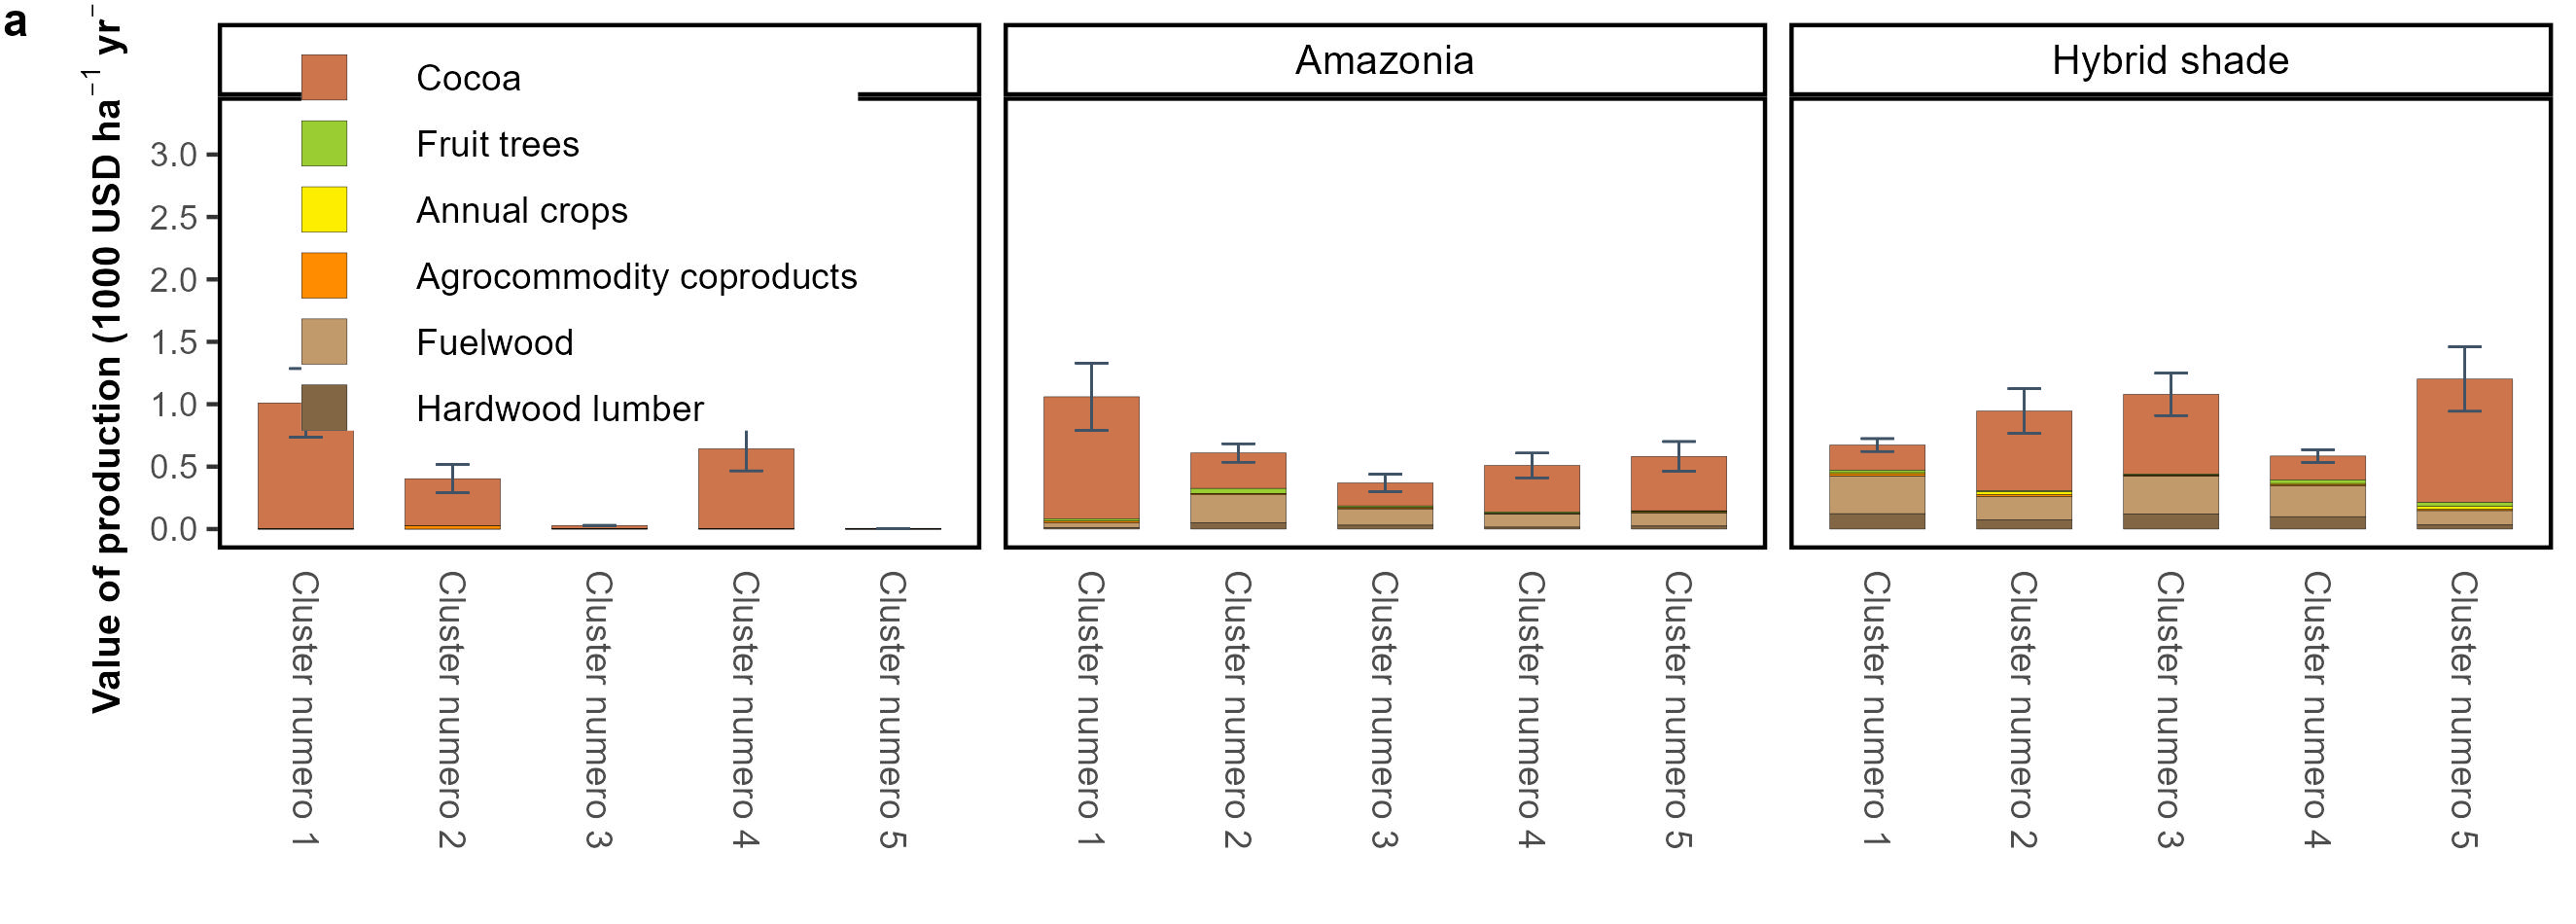 a
Value of production (1000 USD ha⁻¹ yr⁻
Cocoa
Fruit trees
Annual crops
Agrocommodity coproducts
Fuelwood
Hardwood lumber
Amazonia
Hybrid shade
3.0
2.5
2.0
1.5
1.0
0.5
0.0
Cluster numero 1
Cluster numero 2
Cluster numero 3
Cluster numero 4
Cluster numero 5
Cluster numero 1
Cluster numero 2
Cluster numero 3
Cluster numero 4
Cluster numero 5
Cluster numero 1
Cluster numero 2
Cluster numero 3
Cluster numero 4
Cluster numero 5